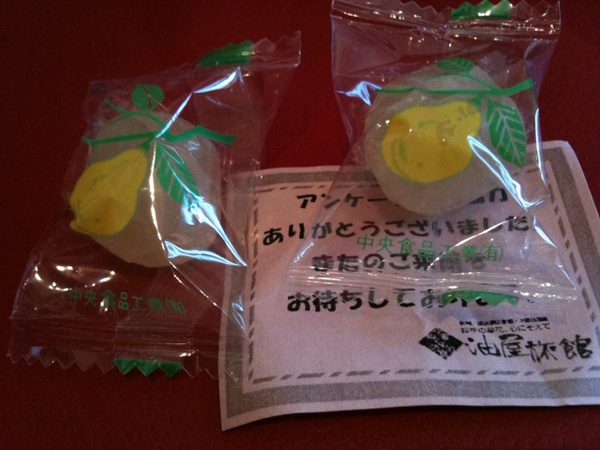 中央食品工業(有)
中央食品工業(有)
アンケー
ありがとうございました
またのご来館を
お待ちしており
油屋旅館